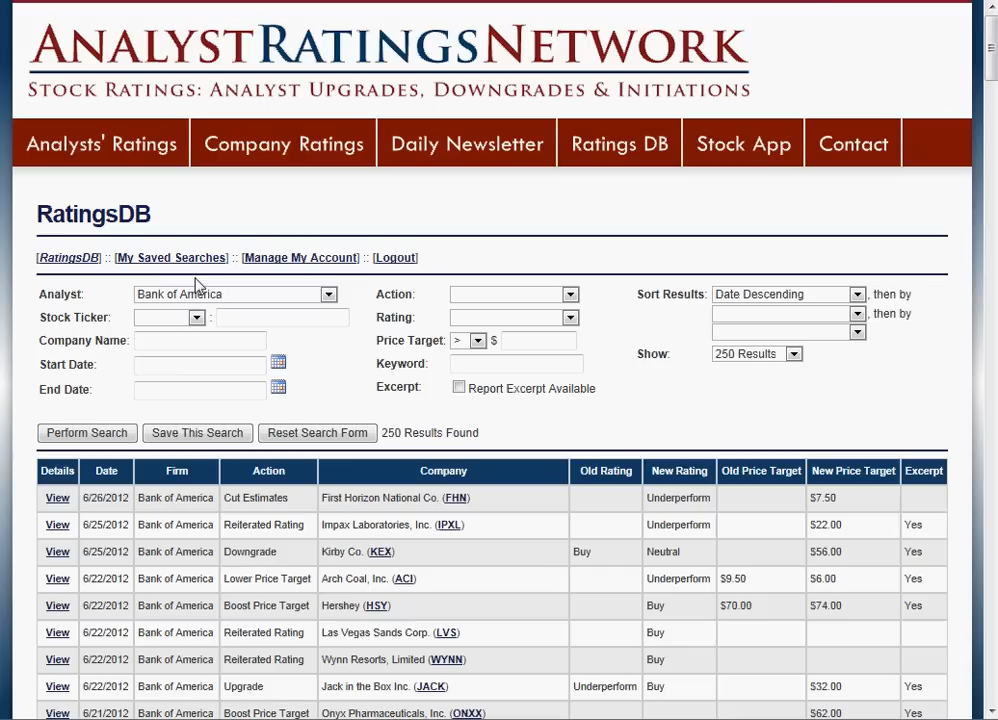 ANALYSTRATINGSNETWORK
STOCK RATINGS: ANALYST UPGRADES, DOWNGRADES & INITIATIONS
Analysts' Ratings Company Ratings Daily Newsletter Ratings DB Stock App Contact
RatingsDB
[RatingsDB] :: [My Saved Searches] :: [Manage My Account] :: [Logout]
Analyst: Bank of America Action: Sort Results: Date Descending , then by
Stock Ticker: : Rating: , then by
Company Name: Price Target: > $
Start Date: Keyword: Show: 250 Results
End Date: Excerpt: Report Excerpt Available
Perform Search Save This Search Reset Search Form 250 Results Found
Details Date Firm Action Company Old Rating New Rating Old Price Target New Price Target Excerpt
View 6/26/2012 Bank of America Cut Estimates First Horizon National Co. (FHN) Underperform $7.50
View 6/25/2012 Bank of America Reiterated Rating Impax Laboratories, Inc. (IPXL) Underperform $22.00 Yes
View 6/25/2012 Bank of America Downgrade Kirby Co. (KEX) Buy Neutral $56.00 Yes
View 6/22/2012 Bank of America Lower Price Target Arch Coal, Inc. (ACI) Underperform $9.50 $6.00 Yes
View 6/22/2012 Bank of America Boost Price Target Hershey (HSY) Buy $70.00 $74.00 Yes
View 6/22/2012 Bank of America Reiterated Rating Las Vegas Sands Corp. (LVS) Buy
View 6/22/2012 Bank of America Reiterated Rating Wynn Resorts, Limited (WYNN) Buy
View 6/22/2012 Bank of America Upgrade Jack in the Box Inc. (JACK) Underperform Buy $32.00 Yes
View 6/21/2012 Bank of America Boost Price Target Onyx Pharmaceuticals, Inc. (ONXX) $62.00 Yes